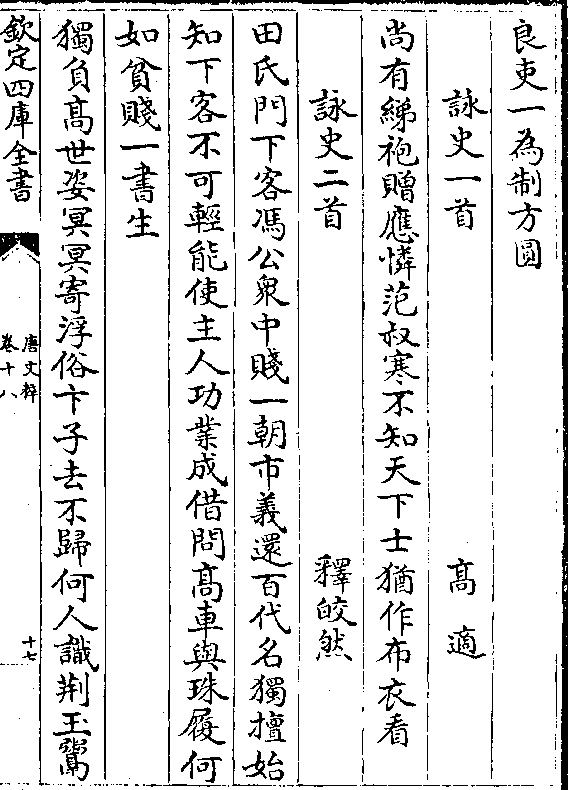 良吏一為制方圓
詠史一首 高適
尚有綈袍贈應憐范叔寒不知天下士猶作布衣看
詠史二首 釋皎然
田氏門下客馮公衆中賤一朝市義還百代名獨擅始
知下客不可輕能使主人功業成借問高車與珠履何
如貧賤一書生
獨負髙世姿冥冥寄浮俗卞子去不歸何人識荆玉鸞
欽定四庫全書
唐文粹
卷十八
十七